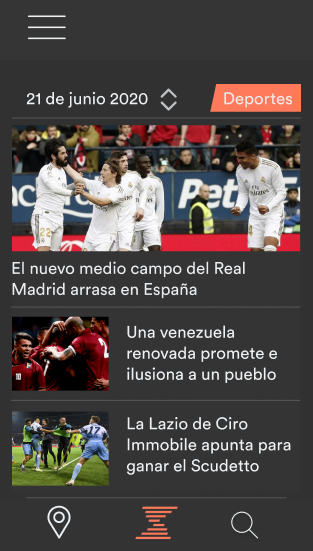 21 de junio 2020
Deportes
El nuevo medio campo del Real
Madrid arrasa en España
Una venezuela
renovada promete e
ilusiona a un pueblo
La Lazio de Ciro
Immobile apunta para
ganar el Scudetto